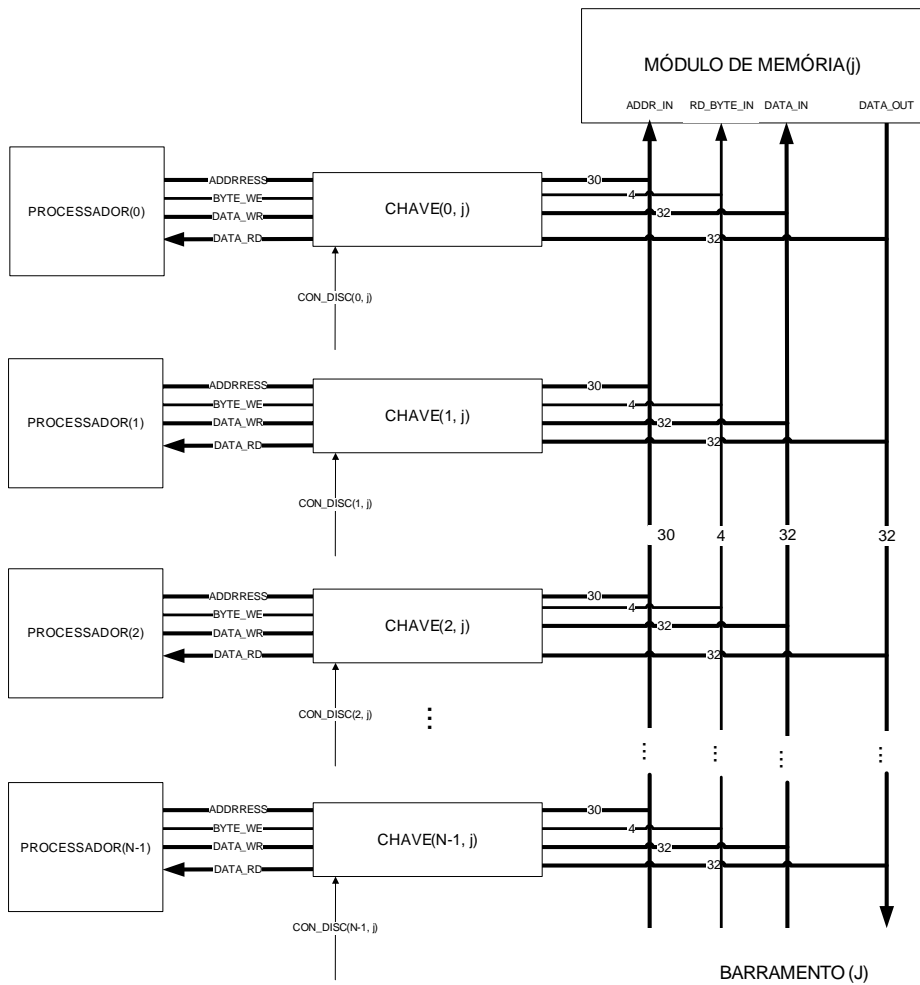 MÓDULO DE MEMÓRIA(j)
ADDR_IN RD_BYTE_IN DATA_IN DATA_OUT
PROCESSADOR(0)
ADDRRESS
BYTE_WE
DATA_WR
DATA_RD
CHAVE(0, j)
30
4
32
32
CON_DISC(0, j)
PROCESSADOR(1)
ADDRRESS
BYTE_WE
DATA_WR
DATA_RD
CHAVE(1, j)
30
4
32
32
CON_DISC(1, j)
30 4 32 32
PROCESSADOR(2)
ADDRRESS
BYTE_WE
DATA_WR
DATA_RD
CHAVE(2, j)
30
4
32
32
CON_DISC(2, j)
...
... ... ... ...
PROCESSADOR(N-1)
ADDRRESS
BYTE_WE
DATA_WR
DATA_RD
CHAVE(N-1, j)
30
4
32
32
CON_DISC(N-1, j)
BARRAMENTO (J)